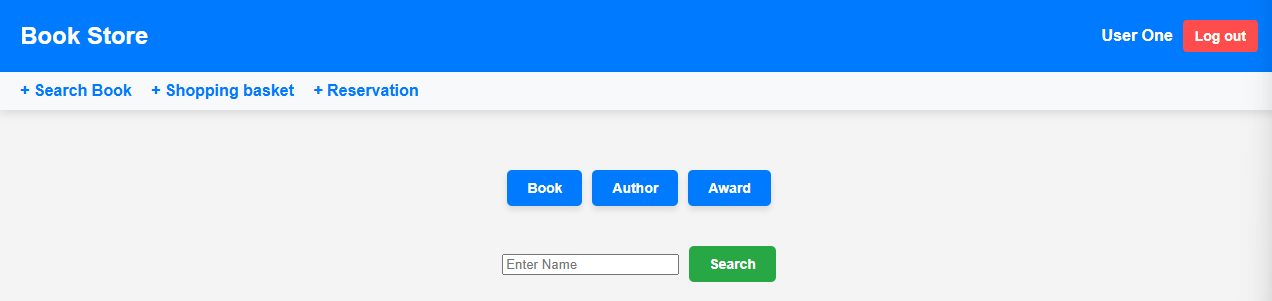 Book Store
User One Log out
+ Search Book + Shopping basket + Reservation
Book Author Award
Enter Name Search